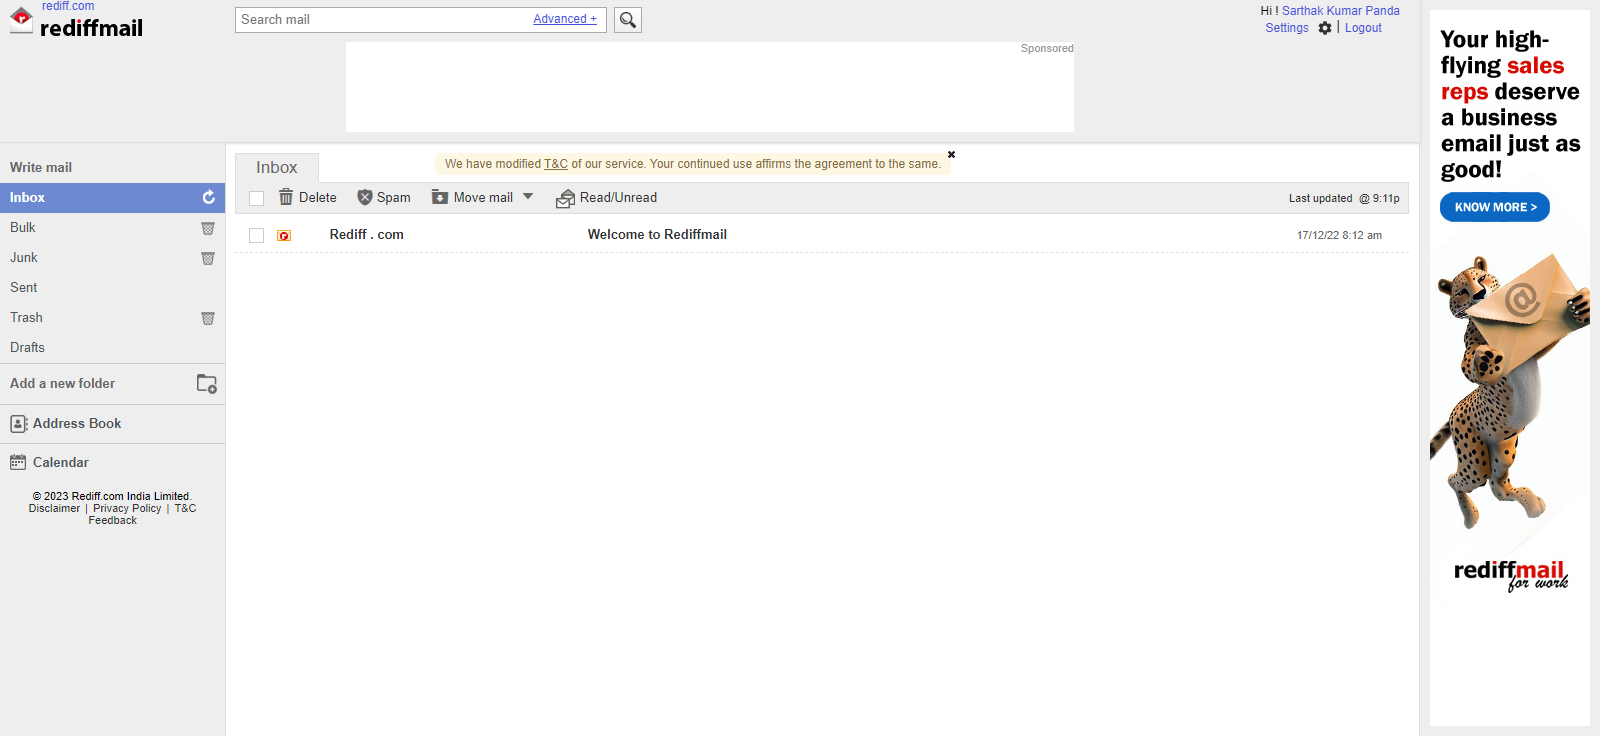 rediff.com
rediffmail
Search mail
Advanced +
Hi ! Sarthak Kumar Panda
Settings | Logout
Sponsored
Write mail
Inbox
Bulk
Junk
Sent
Trash
Drafts
Add a new folder
Address Book
Calendar
© 2023 Rediff.com India Limited.
Disclaimer | Privacy Policy | T&C
Feedback
Inbox
We have modified T&C of our service. Your continued use affirms the agreement to the same.
Delete Spam Move mail Read/Unread
Last updated @ 9:11p
Rediff . com Welcome to Rediffmail 17/12/22 8:12 am
Your high-
flying sales
reps deserve
a business
email just as
good!
KNOW MORE >
@
rediffmail
for work